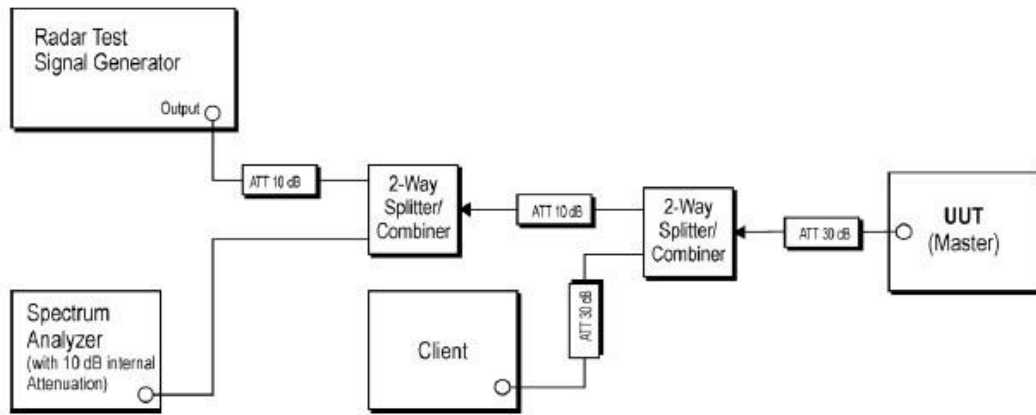 Radar Test
Signal Generator
Output
ATT 10 dB
2-Way
Splitter/
Combiner
ATT 10 dB
2-Way
Splitter/
Combiner
ATT 30 dB
UUT
(Master)
Spectrum
Analyzer
(with 10 dB internal
Attenuation)
Client
ATT 30 dB